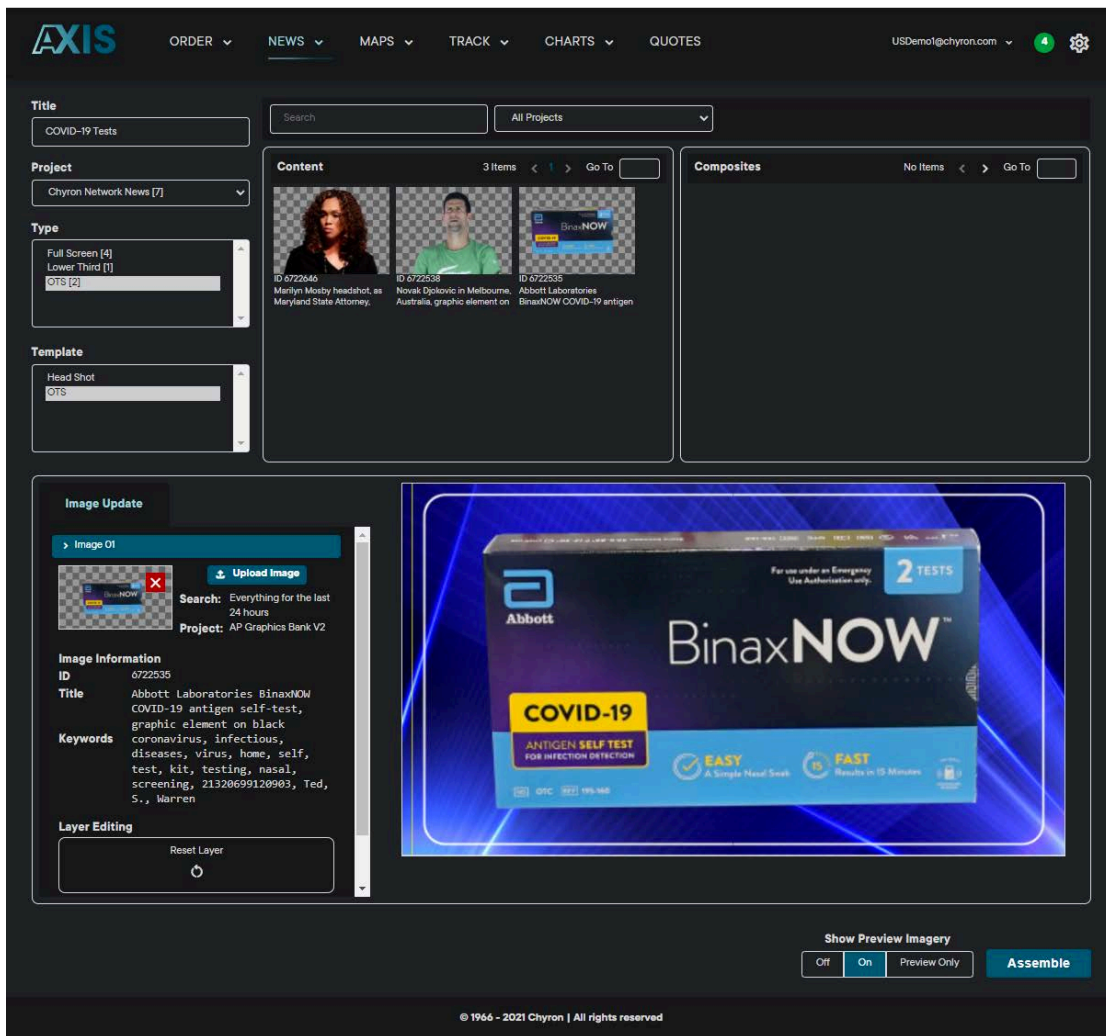 AXIS
ORDER
NEWS
MAPS
TRACK
CHARTS
QUOTES
USDemo1@chyron.com
4
Title
COVID-19 Tests
Search
All Projects
Project
Chyron Network News [7]
Type
Full Screen [4]
Lower Third [1]
OTS [2]
Template
Head Shot
OTS
Content
3 Items < 1 > Go To
ID 6722646
Marilyn Mosby headshot, as
Maryland State Attorney,
ID 6722538
Novak Djokovic in Melbourne,
Australia, graphic element on
BinaxNOW
ID 6722535
Abbott Laboratories
BinaxNOW COVID-19 antigen
Composites
No Items < > Go To
Image Update
> Image 01
BinaxNOW
Upload Image
Search: Everything for the last
24 hours
Project: AP Graphics Bank V2
Image Information
ID 6722535
Title Abbott Laboratories BinaxNOW
COVID-19 antigen self-test,
graphic element on black
Keywords coronavirus, infectious,
diseases, virus, home, self,
test, kit, testing, nasal,
screening, 21320699120903, Ted,
S., Warren
Layer Editing
Reset Layer
Abbott
For use under an Emergency
Use Authorization only.
2 TESTS
BinaxNOW™
COVID-19
ANTIGEN SELF TEST
FOR INFECTION DETECTION
EASY
A Simple Nasal Swab
15
FAST
Results in 15 Minutes
OTC REF 195-160
Show Preview Imagery
Off
On
Preview Only
Assemble
© 1966 - 2021 Chyron | All rights reserved